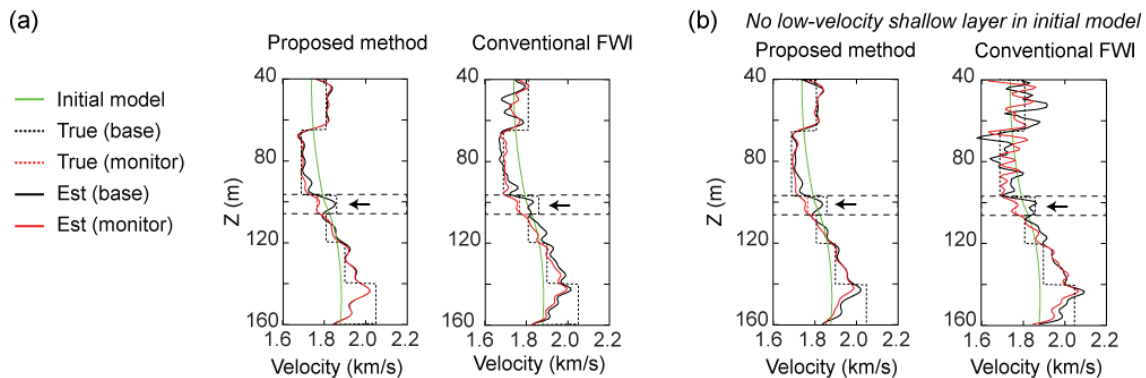 (a)
Proposed method
Conventional FWI
Initial model
True (base)
True (monitor)
Est (base)
Est (monitor)
Z (m)
40
80
120
160
1.6 1.8 2.0 2.2
Velocity (km/s)
1.6 1.8 2.0 2.2
Velocity (km/s)
(b)
No low-velocity shallow layer in initial model
Proposed method
Conventional FWI
Z (m)
40
80
120
160
1.6 1.8 2.0 2.2
Velocity (km/s)
40
80
120
160
1.6 1.8 2.0 2.2
Velocity (km/s)